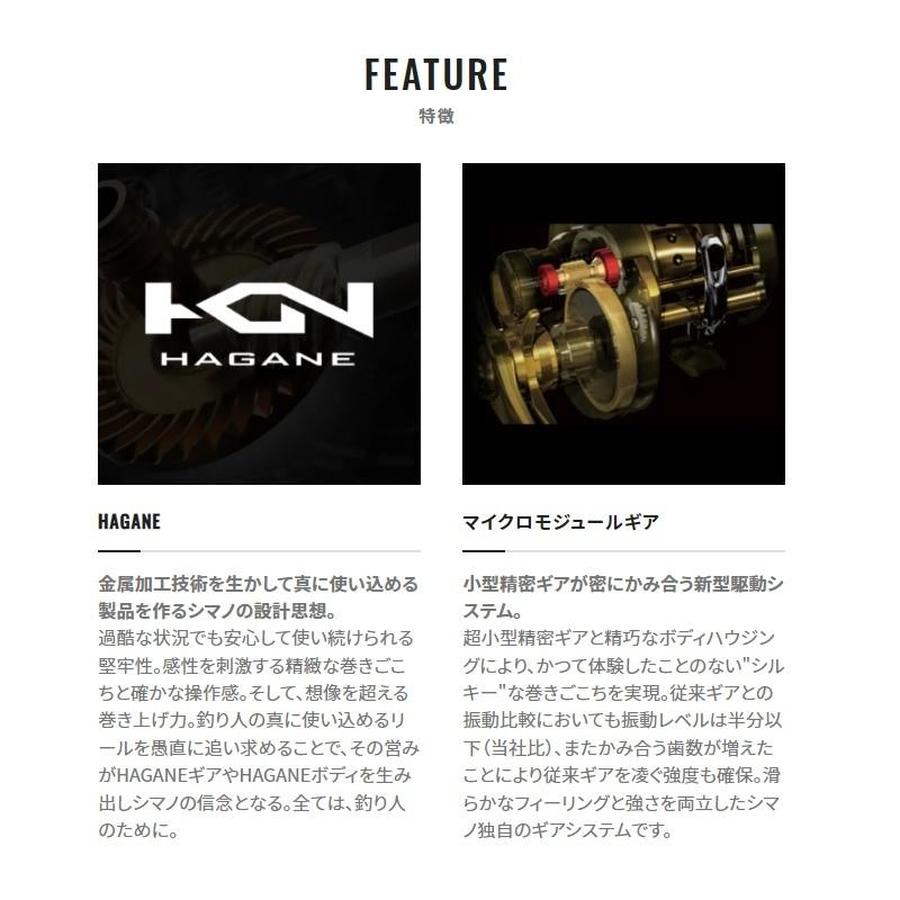 FEATURE
特徴
HGN
HAGANE
HAGANE
金属加工技術を生かして真に使い込める
製品を作るシマノの設計思想。
過酷な状況でも安心して使い続けられる
堅牢性。感性を刺激する精緻な巻きごこ
ちと確かな操作感。そして、想像を超える
巻き上げ力。釣り人の真に使い込めるリ
ールを愚直に追い求めることで、その営み
がHAGANEギアやHAGANEボディを生み
出しシマノの信念となる。全ては、釣り人
のために。
マイクロモジュールギア
小型精密ギアが密にかみ合う新型駆動シ
ステム。
超小型精密ギアと精巧なボディハウジン
グにより、かつて体験したことのない"シル
キー"な巻きごこちを実現。従来ギアとの
振動比較においても振動レベルは半分以
下（当社比）、またかみ合う歯数が増えた
ことにより従来ギアを凌ぐ強度も確保。滑
らかなフィーリングと強さを両立したシマ
ノ独自のギアシステムです。